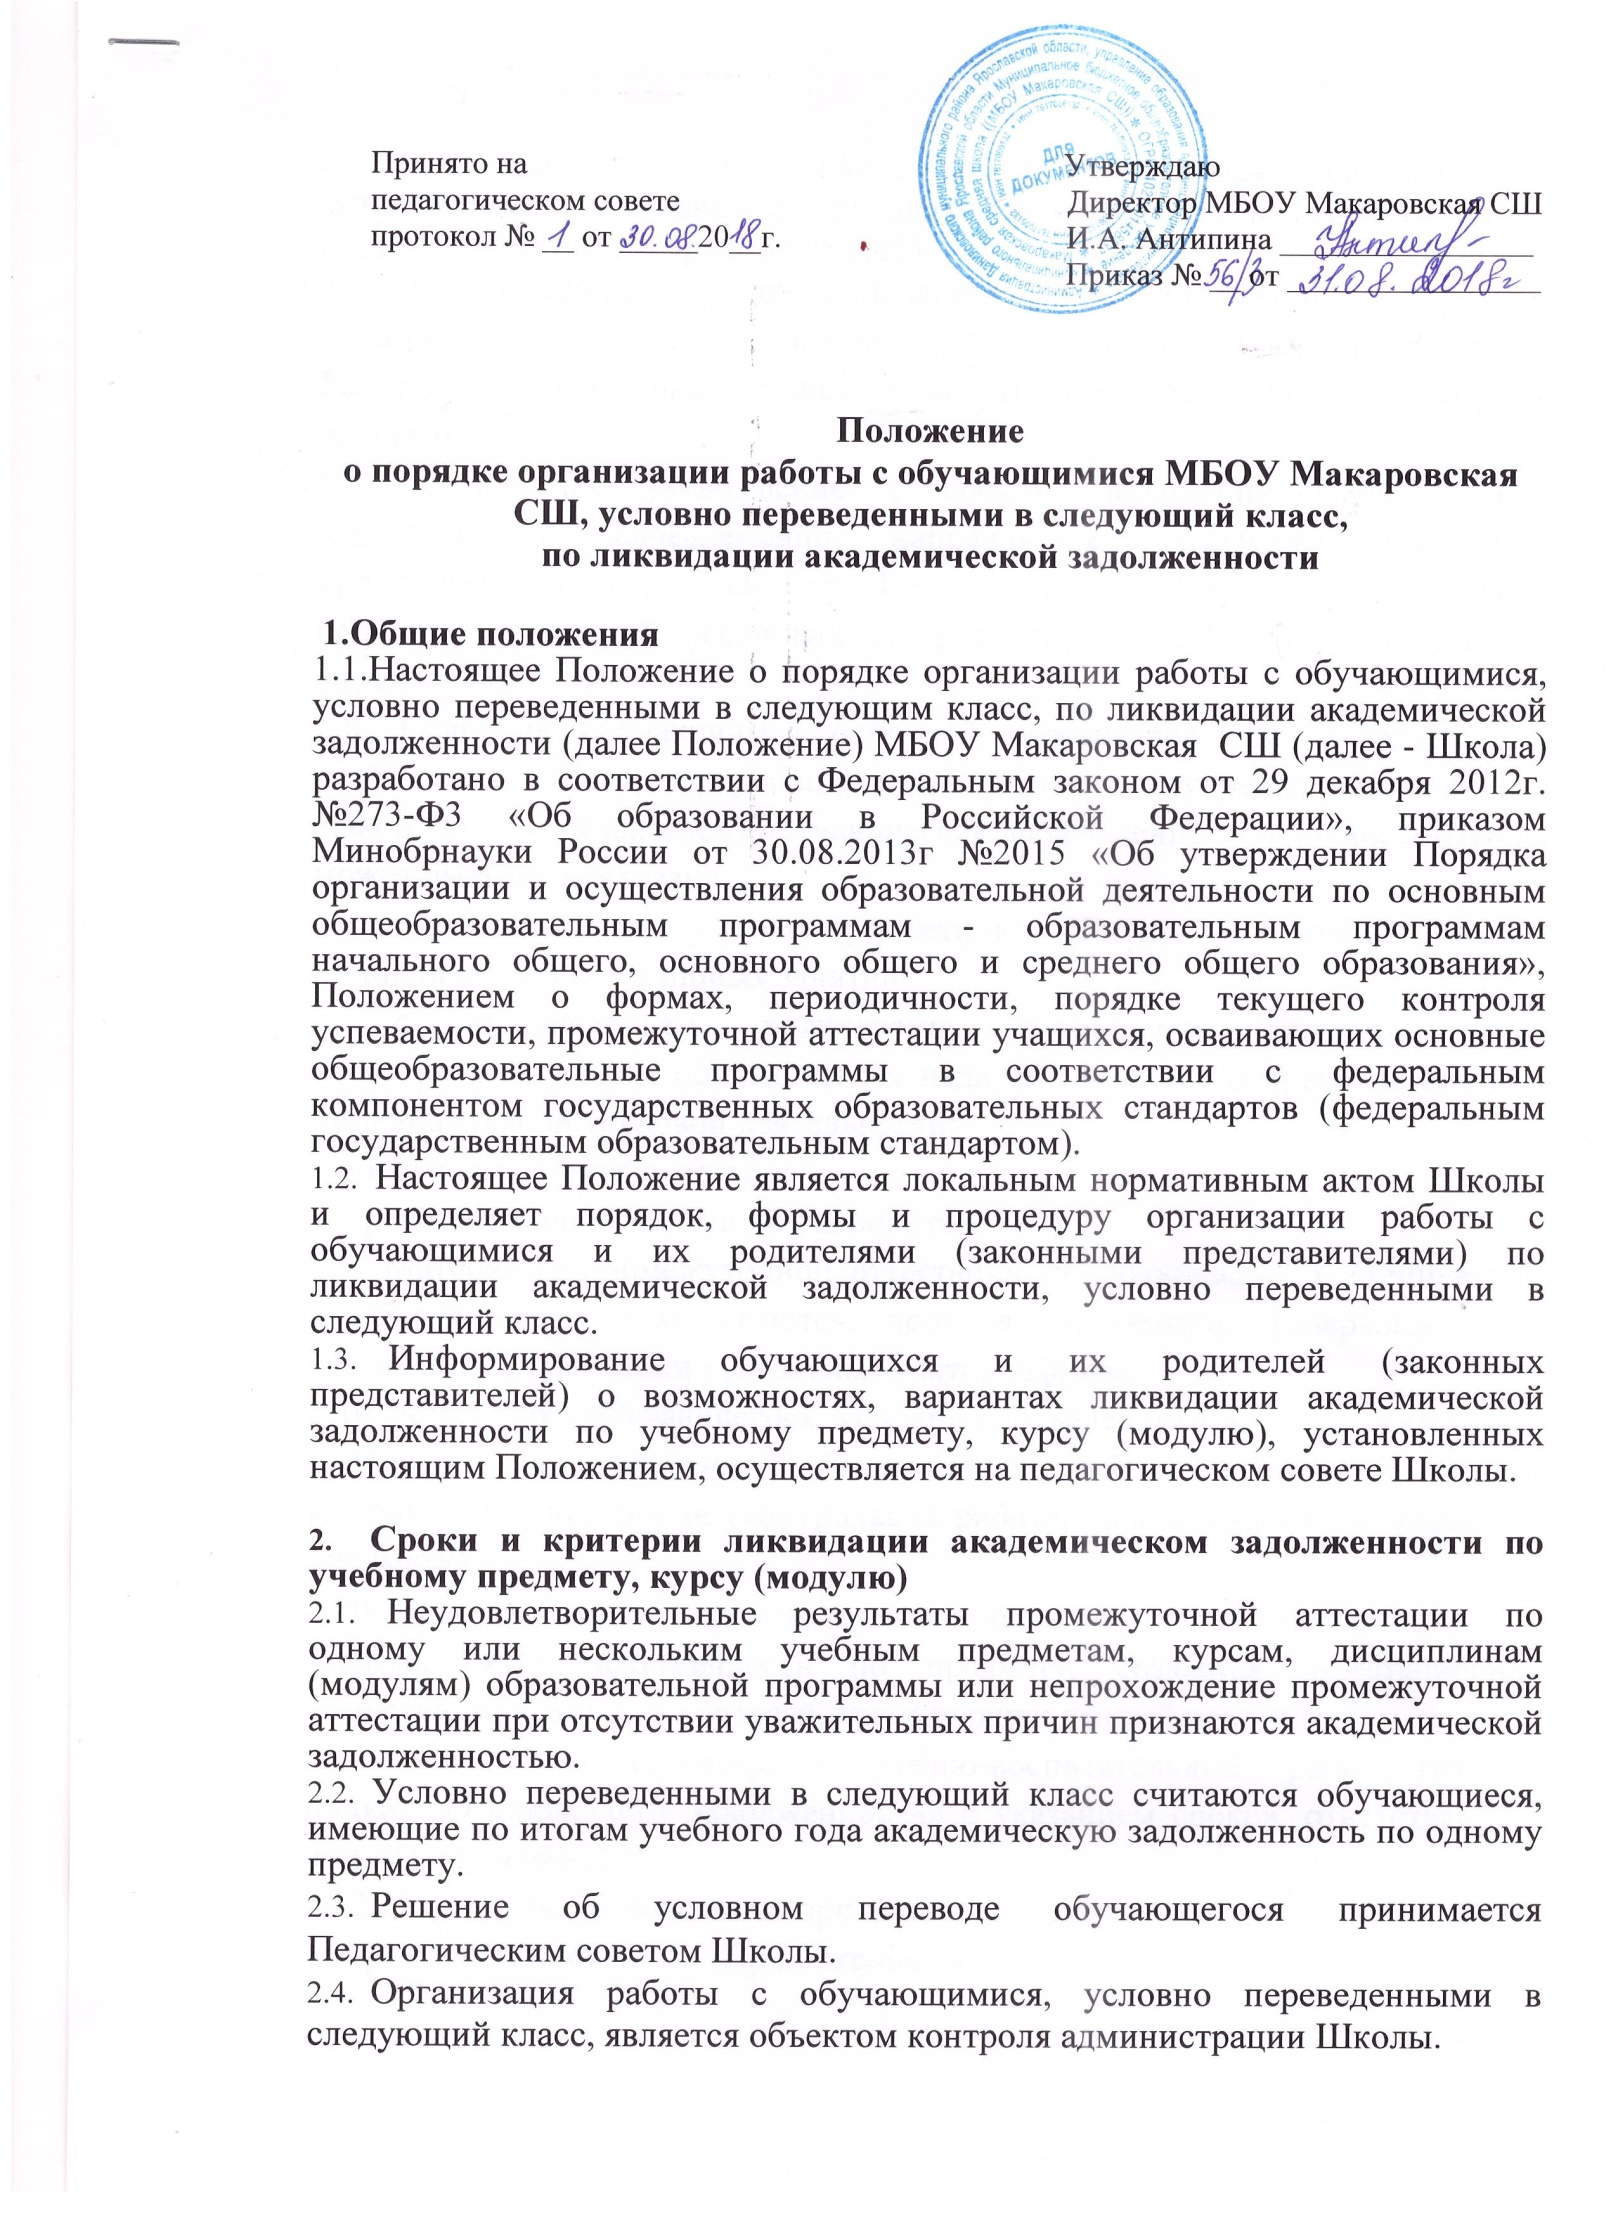 Принято на
педагогическом совете
протокол № 1 от 30.08.2018г.
Утверждаю
Директор МБОУ Макаровская СШ
И.А. Антипина
Приказ № 56/3 от 31.08.2018г
ДЛЯ
ДОКУМЕНТОВ
Положение
о порядке организации работы с обучающимися МБОУ Макаровская
СШ, условно переведенными в следующий класс,
по ликвидации академической задолженности
1.Общие положения
1.1.Настоящее Положение о порядке организации работы с обучающимися,
условно переведенными в следующим класс, по ликвидации академической
задолженности (далее Положение) МБОУ Макаровская СШ (далее - Школа)
разработано в соответствии с Федеральным законом от 29 декабря 2012г.
№273-ФЗ «Об образовании в Российской Федерации», приказом
Минобрнауки России от 30.08.2013г №2015 «Об утверждении Порядка
организации и осуществления образовательной деятельности по основным
общеобразовательным программам - образовательным программам
начального общего, основного общего и среднего общего образования»,
Положением о формах, периодичности, порядке текущего контроля
успеваемости, промежуточной аттестации учащихся, осваивающих основные
общеобразовательные программы в соответствии с федеральным
компонентом государственных образовательных стандартов (федеральным
государственным образовательным стандартом).
1.2. Настоящее Положение является локальным нормативным актом Школы
и определяет порядок, формы и процедуру организации работы с
обучающимися и их родителями (законными представителями) по
ликвидации академической задолженности, условно переведенными в
следующий класс.
1.3. Информирование обучающихся и их родителей (законных
представителей) о возможностях, вариантах ликвидации академической
задолженности по учебному предмету, курсу (модулю), установленных
настоящим Положением, осуществляется на педагогическом совете Школы.
2. Сроки и критерии ликвидации академическом задолженности по
учебному предмету, курсу (модулю)
2.1. Неудовлетворительные результаты промежуточной аттестации по
одному или нескольким учебным предметам, курсам, дисциплинам
(модулям) образовательной программы или непрохождение промежуточной
аттестации при отсутствии уважительных причин признаются академической
задолженностью.
2.2. Условно переведенными в следующий класс считаются обучающиеся,
имеющие по итогам учебного года академическую задолженность по одному
предмету.
2.3. Решение об условном переводе обучающегося принимается
Педагогическим советом Школы.
2.4. Организация работы с обучающимися, условно переведенными в
следующий класс, является объектом контроля администрации Школы.